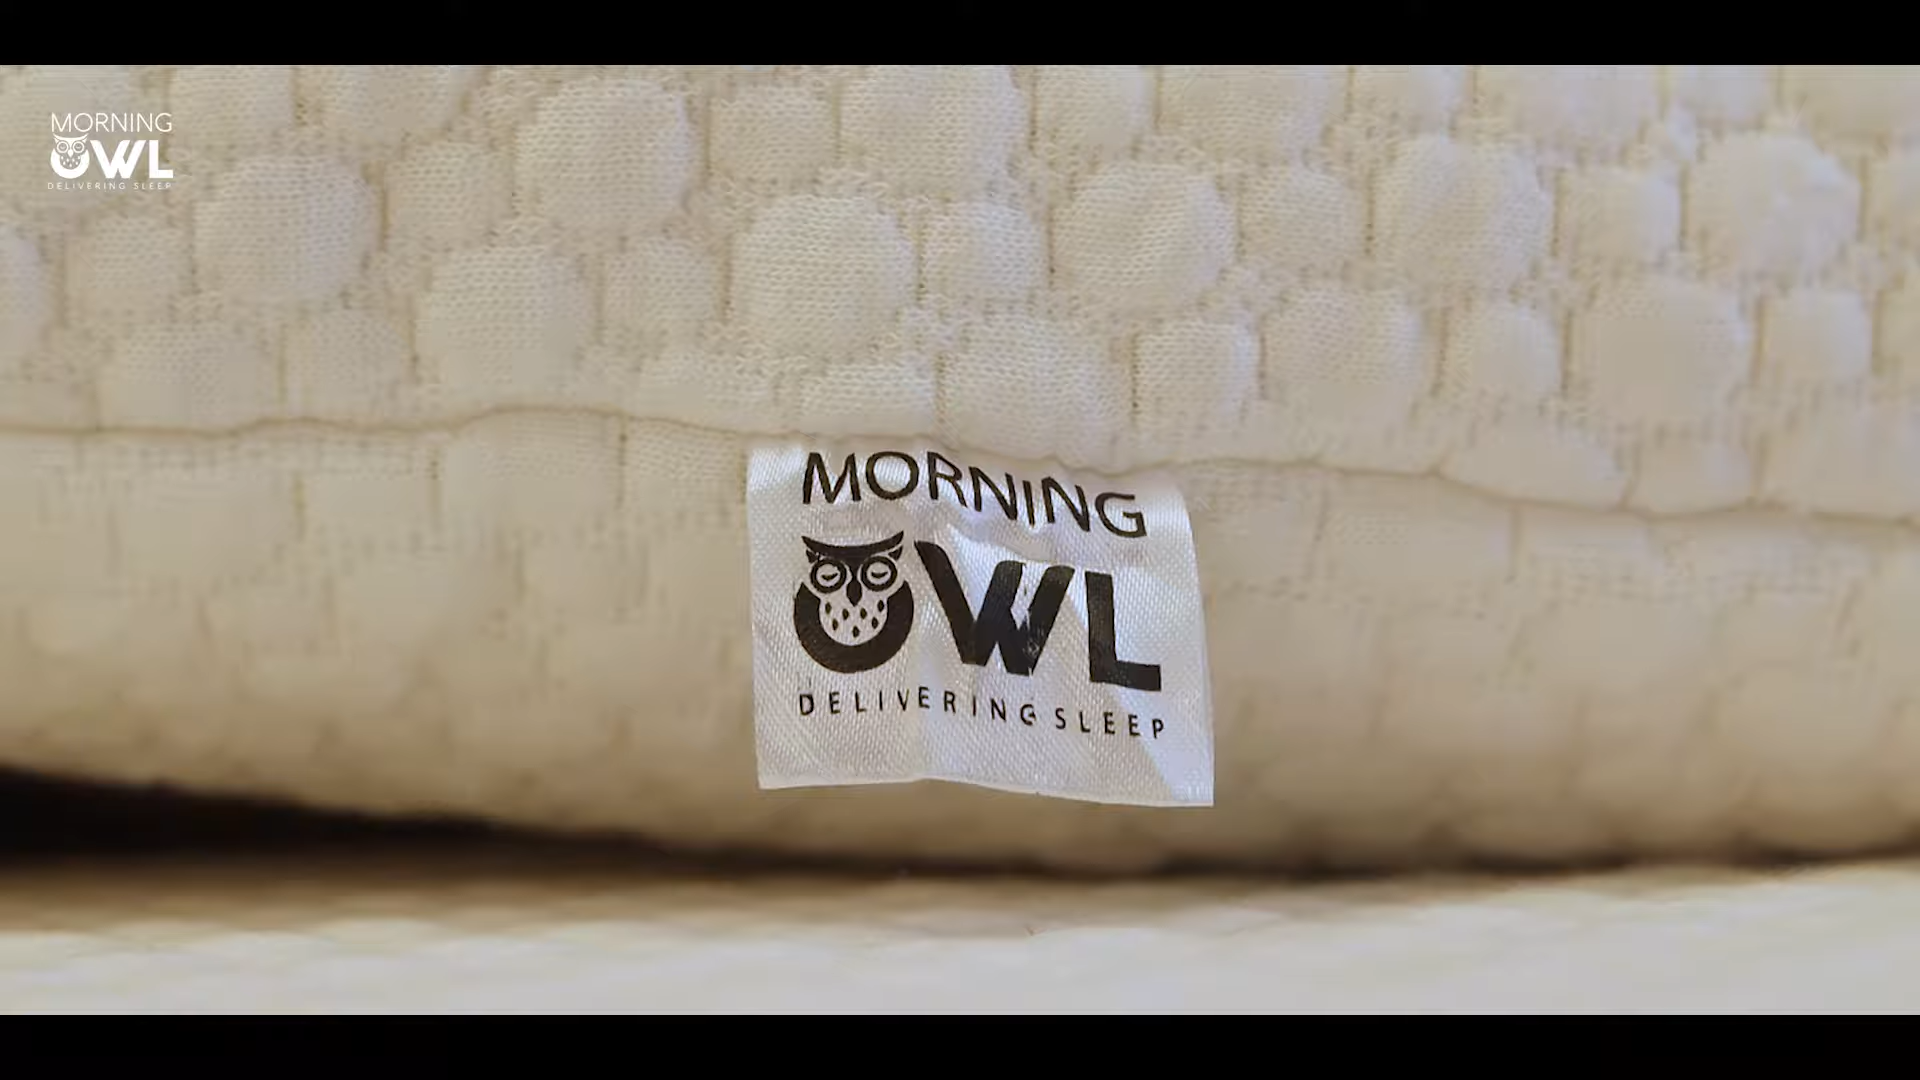 MORNING
OWL
DELIVERING SLEEP
MORNING
OWL
DELIVERING SLEEP